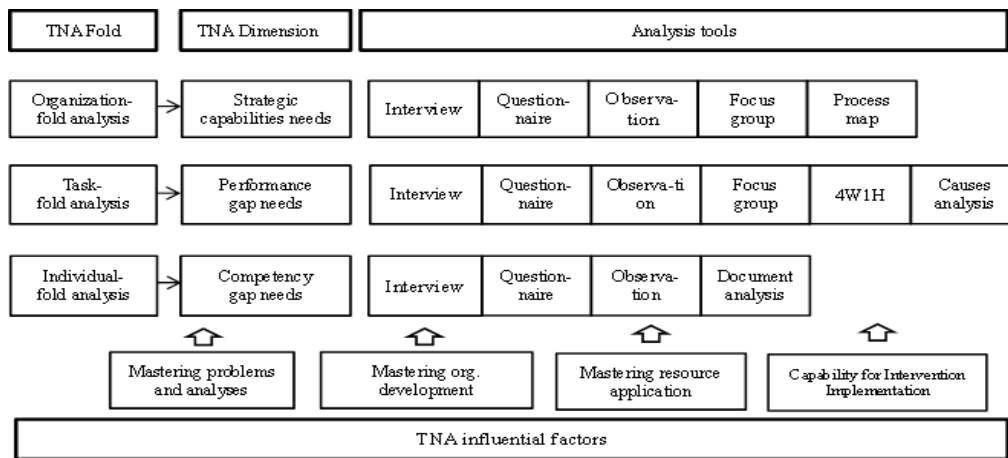 TNA Fold
TNA Dimension
Analysis tools
Organization-
fold analysis
Strategic
capabilities needs
Interview
Question-
naire
Observa-
tion
Focus
group
Process
map
Task-
fold analysis
Performance
gap needs
Interview
Question-
naire
Observa-ti
on
Focus
group
4W1H
Causes
analysis
Individual-
fold analysis
Competency
gap needs
Interview
Question-
naire
Observa-
tion
Document
analysis
Mastering problems
and analyses
Mastering org.
development
Mastering resource
application
Capability for Intervention
Implementation
TNA influential factors